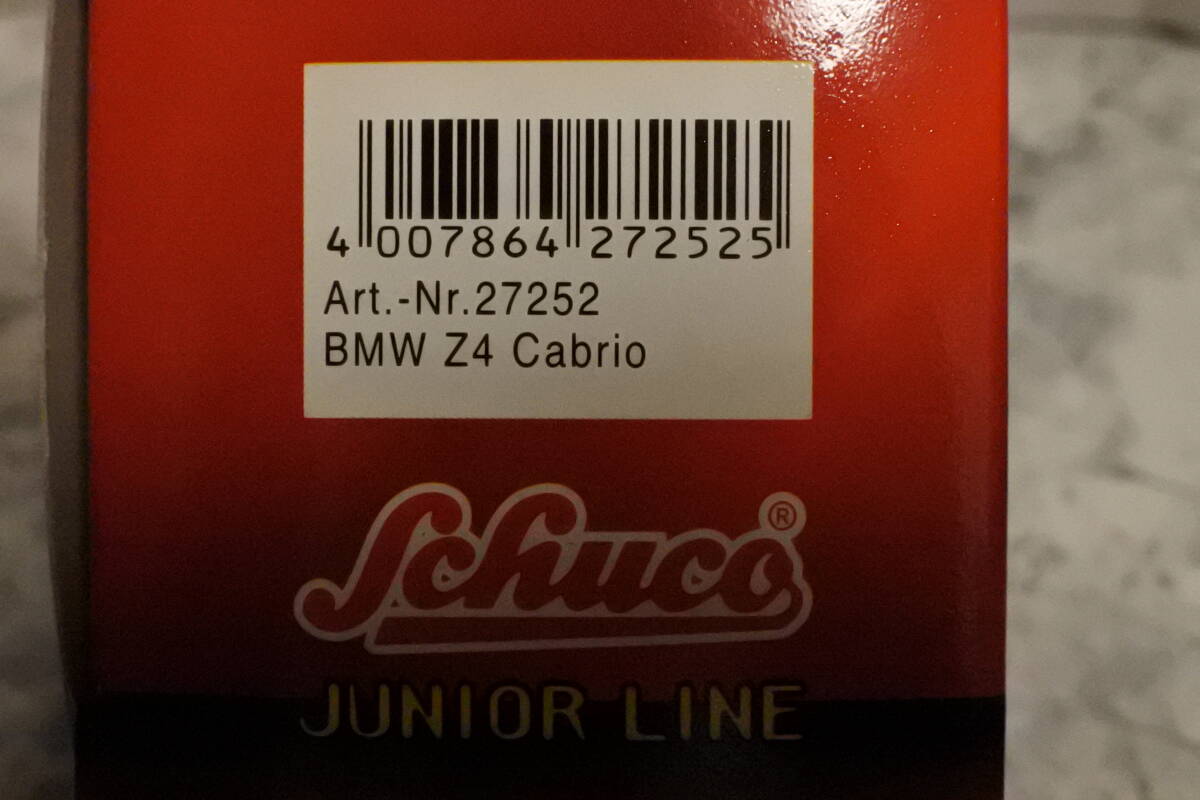 4 007864 272525
Art.-Nr.27252
BMW Z4 Cabrio
Schuco®
JUNIOR LINE